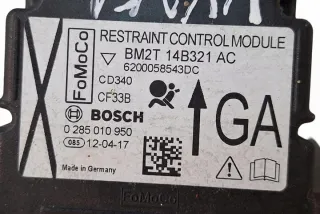 FoMoCo
RESTRAINT CONTROL MODULE
BM2T 14B321 AC
6200058543DC
CD340
CF33B
GA
BOSCH
0 285 010 950
085 12-04-17
Made in Germany
FoMoCo